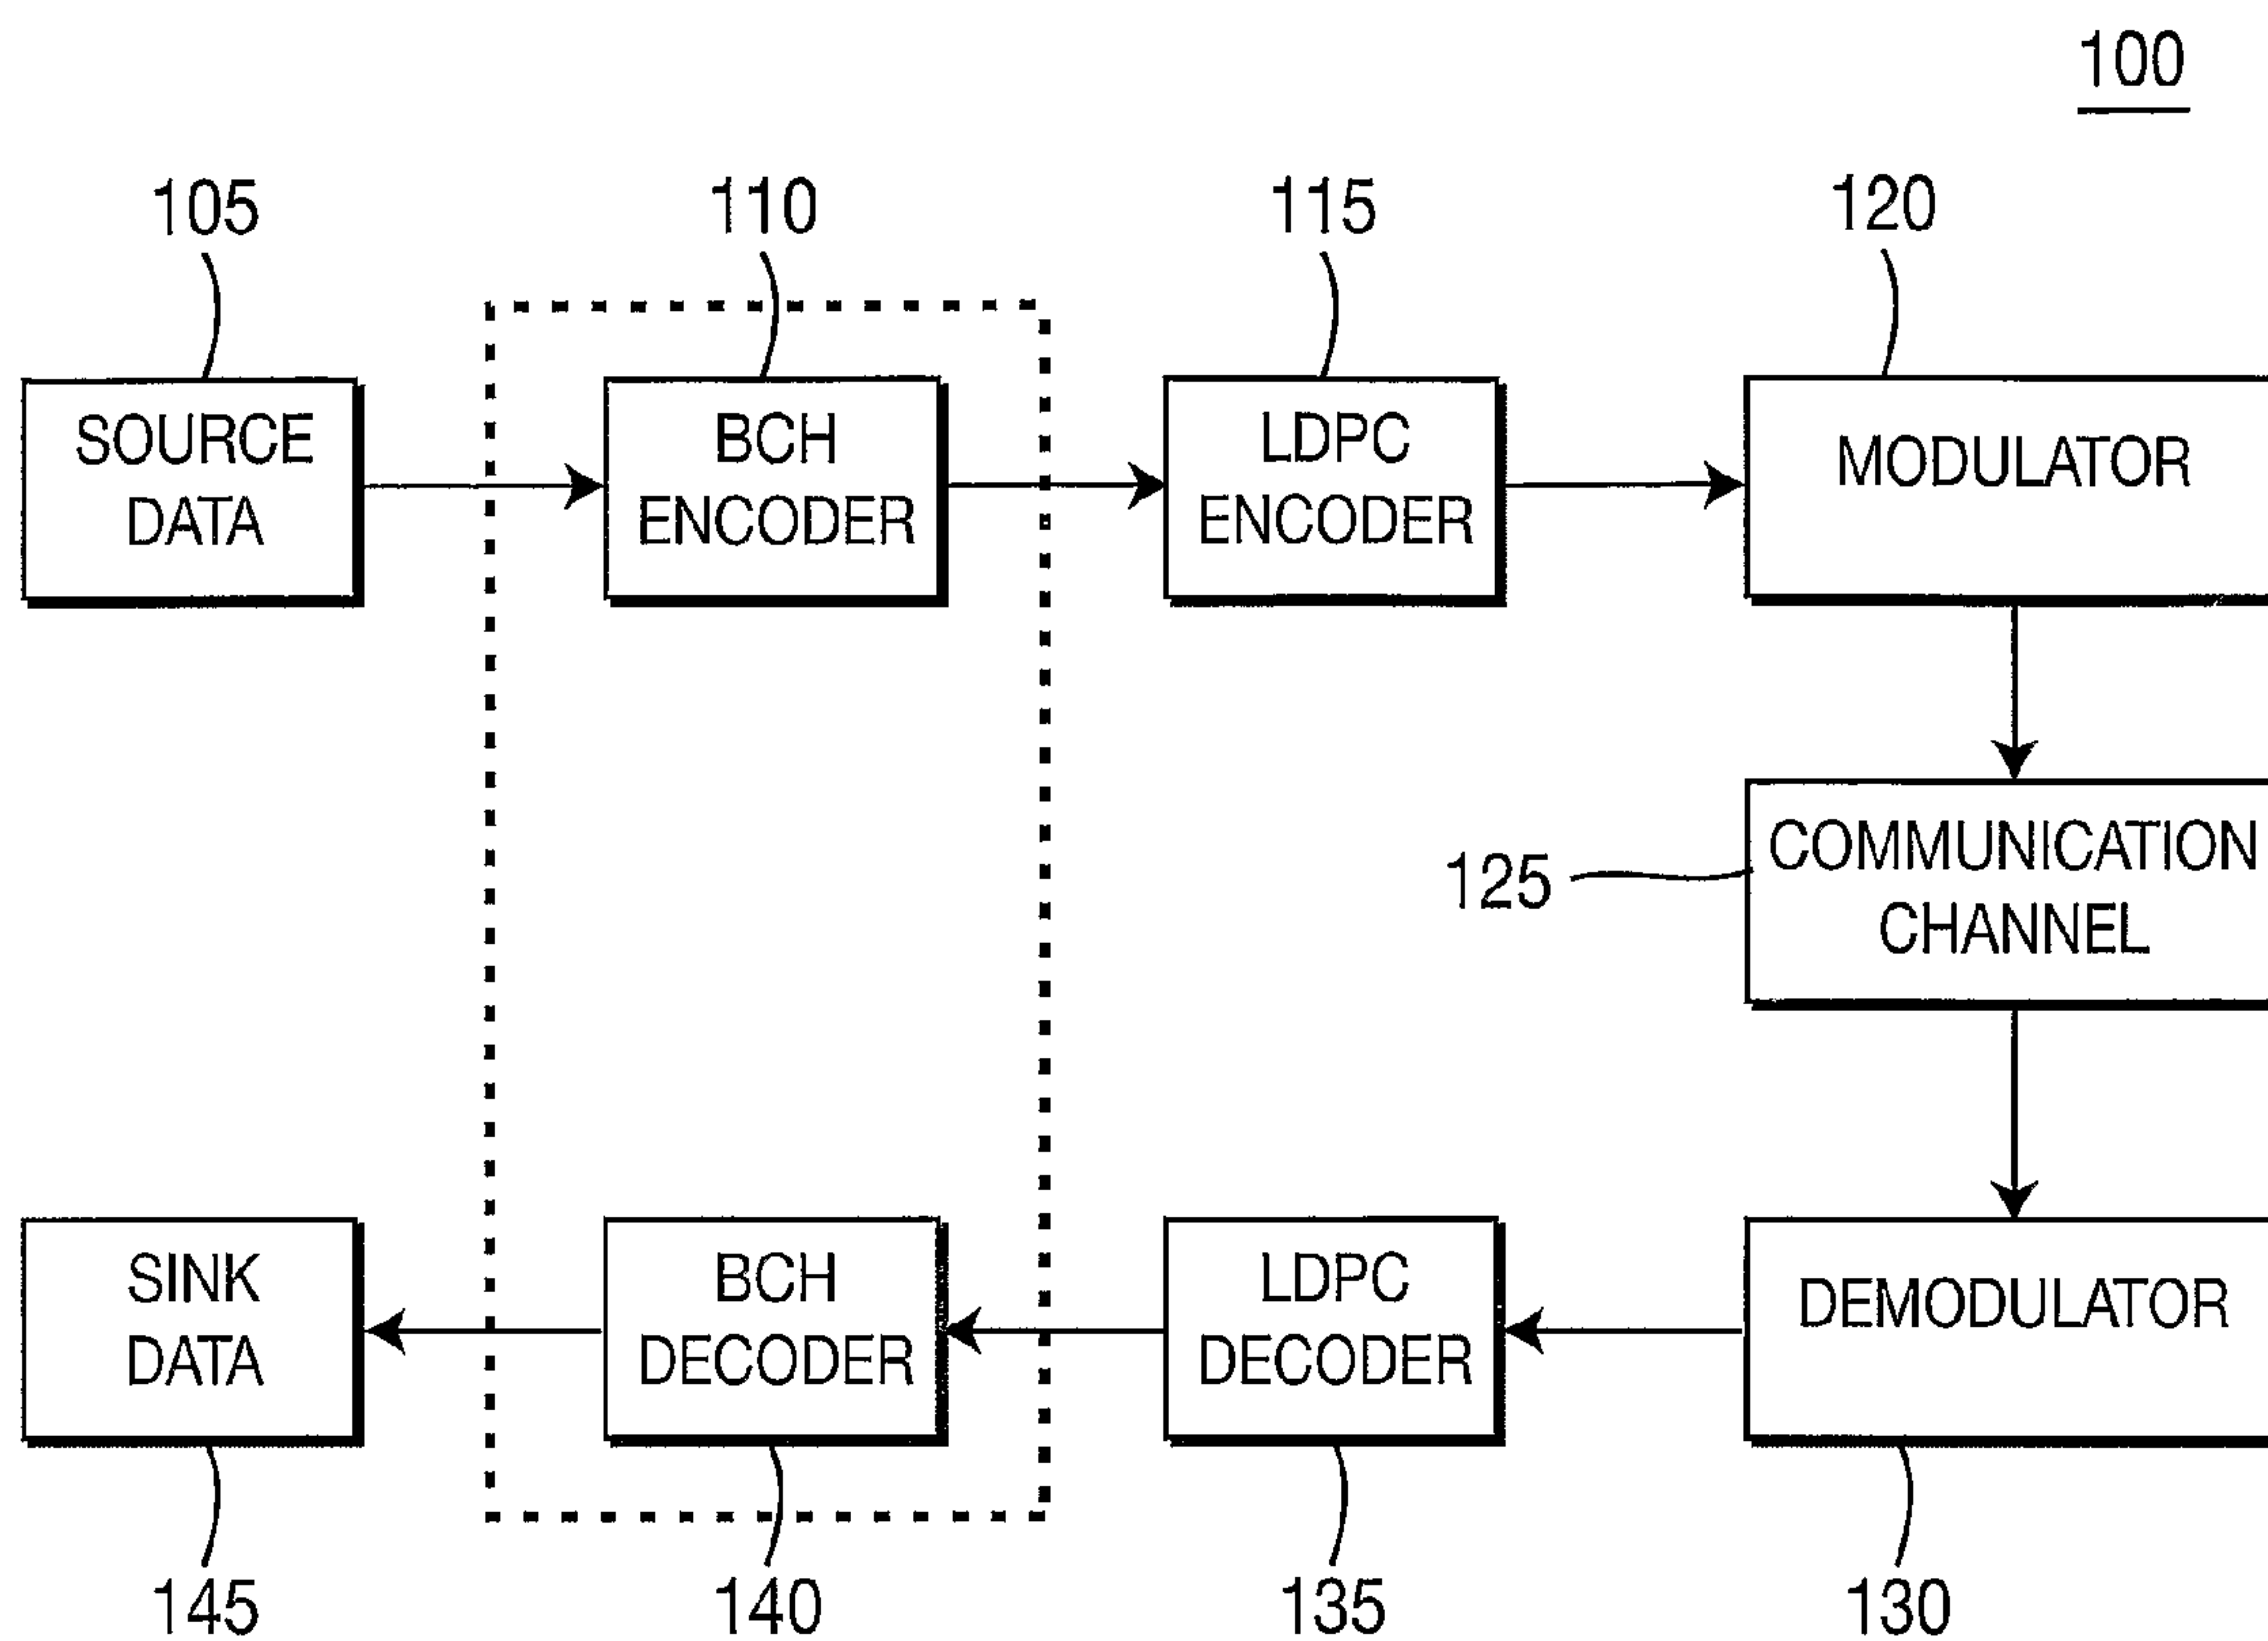 100
105
110
115
120
SOURCE
DATA
BCH
ENCODER
LDPC
ENCODER
MODULATOR
125
COMMUNICATION
CHANNEL
SINK
DATA
BCH
DECODER
LDPC
DECODER
DEMODULATOR
145
140
135
130